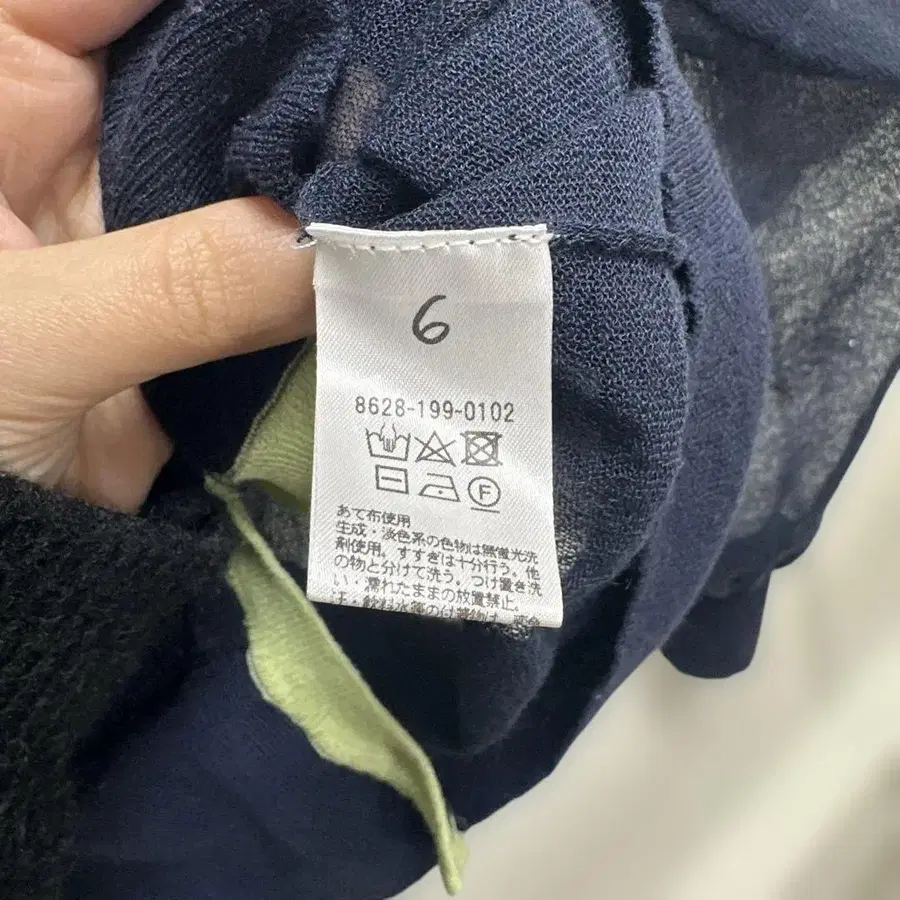 6
8628-199-0102
F
あて布使用
生成・淡色系の色物は無蛍光洗
剤使用。すすぎは十分行う。他
の物と分けて洗う。つけ置き洗
い・濡れたままの放置禁止。